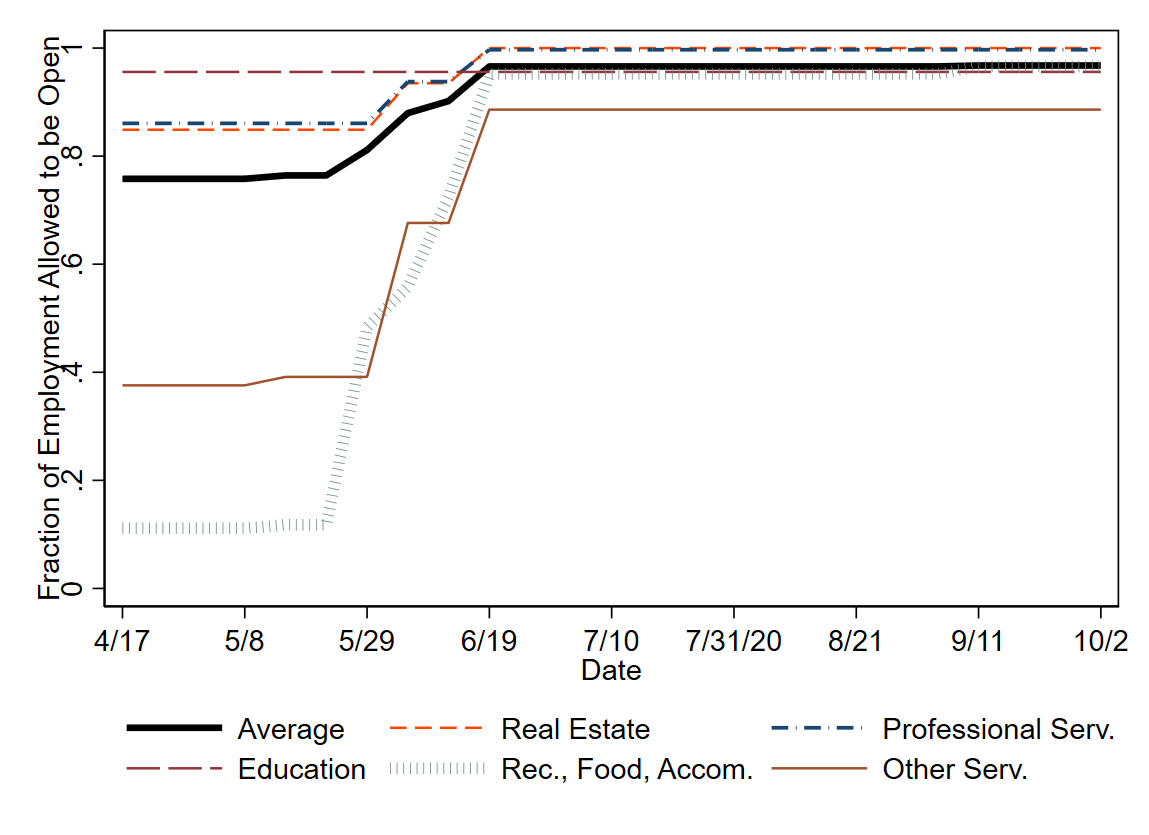 Fraction of Employment Allowed to be Open
1
.8
.6
.4
.2
0
4/17 5/8 5/29 6/19 7/10 7/31/20 8/21 9/11 10/2
Date
Average Real Estate Professional Serv.
Education Rec., Food, Accom. Other Serv.